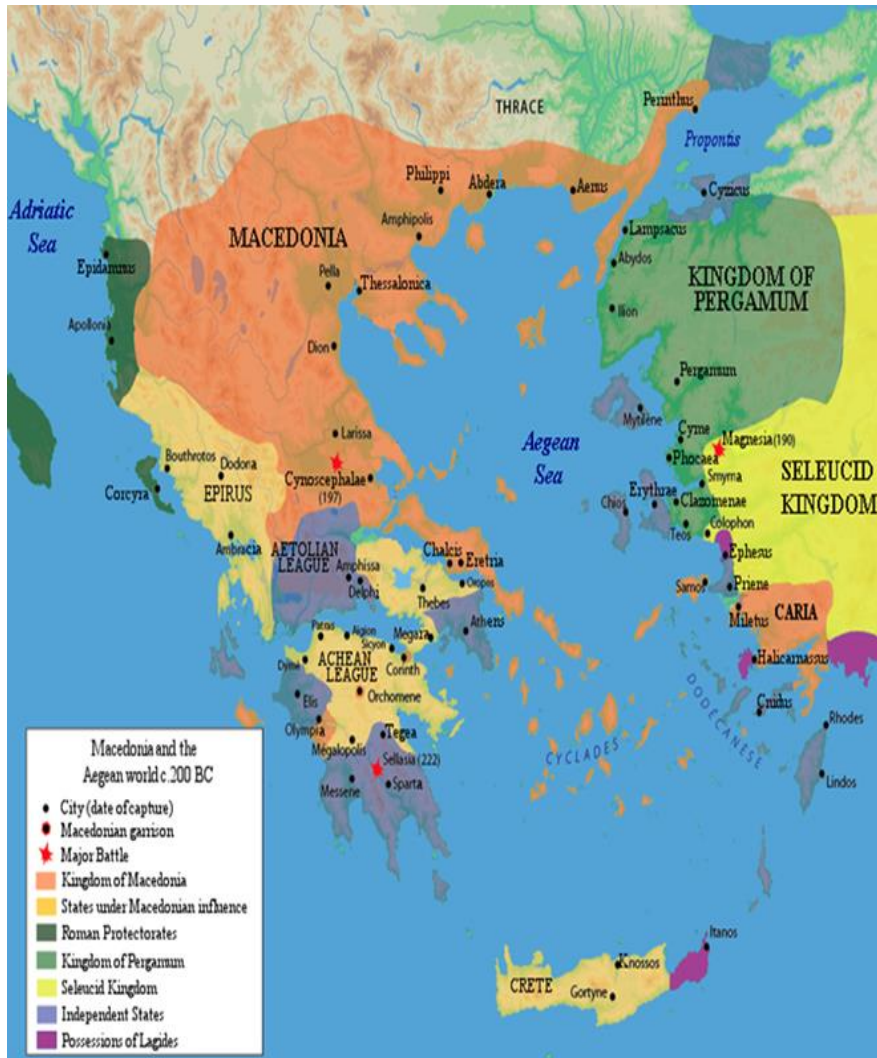 THRACE
Perinthus
Propontis
Philippi
Abdera
Aenus
Cyzicus
Adriatic
Sea
Amphipolis
Lampsacus
MACEDONIA
Epidamnus
Abydos
Pella
Thessalonica
KINGDOM OF
PERGAMUM
Ilion
Apollonia
Dion
Pergamum
Mytilene
Larissa
Cyme
Aegean
Sea
Magnesia (190)
Bouthrotos
Dodona
Phocaea
Cynoscephalae
(197)
Smyrna
SELEUCID
KINGDOM
Corcyra
EPIRUS
Erythrae
Clazomenae
Chios
Teos
Colophon
Ambracia
AETOLIAN
LEAGUE
Chalcis
Eretria
Ephesus
Amphissa
Delphi
Oropos
Thebes
Samos
Priene
CARIA
Miletus
Patras
Aigion
Sicyon
Megara
Athens
Dyme
ACHEAN
LEAGUE
Corinth
Halicarnassus
Elis
Orchomene
Cnidus
DODECANESE
Olympia
Tegea
Rhodes
Mégalopolis
Sellasia (222)
CYCLADES
Messene
Sparta
Lindos
Macedonia and the
Aegean world c.200 BC
City (date of capture)
Macedonian garrison
Major Battle
Kingdom of Macedonia
States under Macedonian influence
Roman Protectorates
Kingdom of Pergamum
Seleucid Kingdom
Independent States
Possessions of Lagides
Itanos
Knossos
CRETE
Gortyne